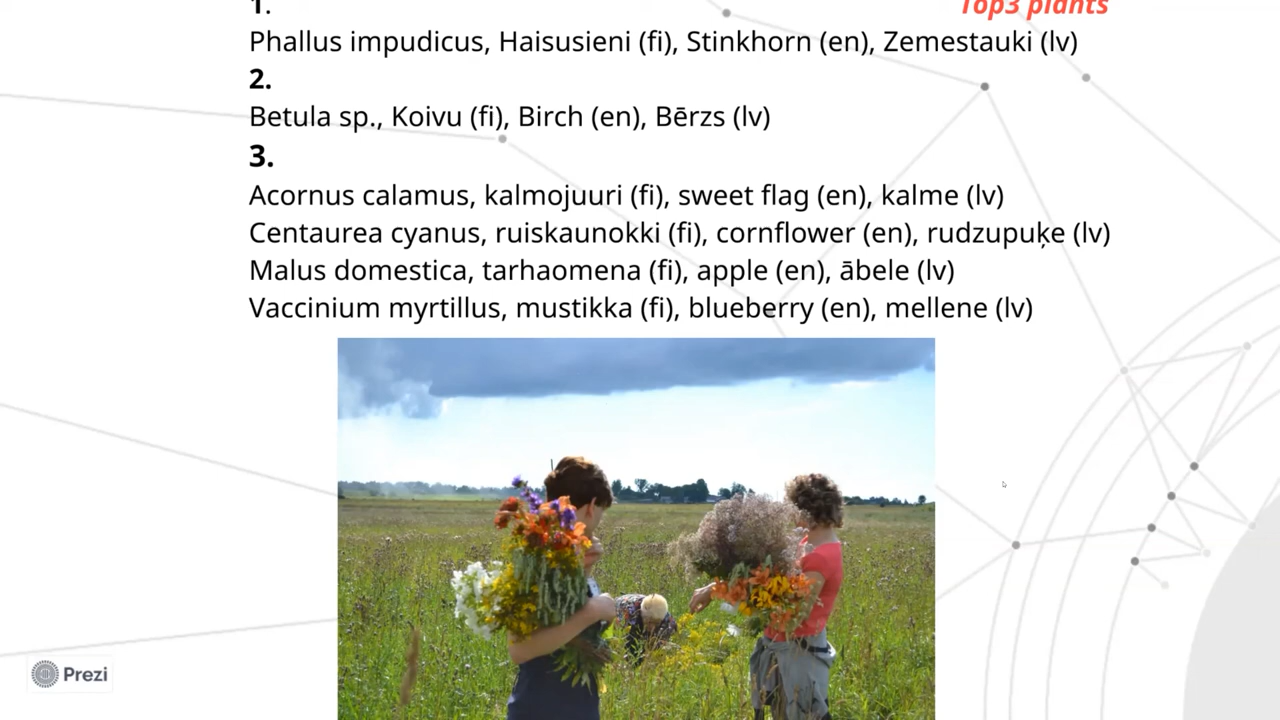 1.
Top3 plants
Phallus impudicus, Haisusieni (fi), Stinkhorn (en), Zemestauki (lv)
2.
Betula sp., Koivu (fi), Birch (en), Bērzs (lv)
3.
Acornus calamus, kalmojuuri (fi), sweet flag (en), kalme (lv)
Centaurea cyanus, ruiskaunokki (fi), cornflower (en), rudzupuķe (lv)
Malus domestica, tarhaomena (fi), apple (en), ābele (lv)
Vaccinium myrtillus, mustikka (fi), blueberry (en), mellene (lv)
Prezi